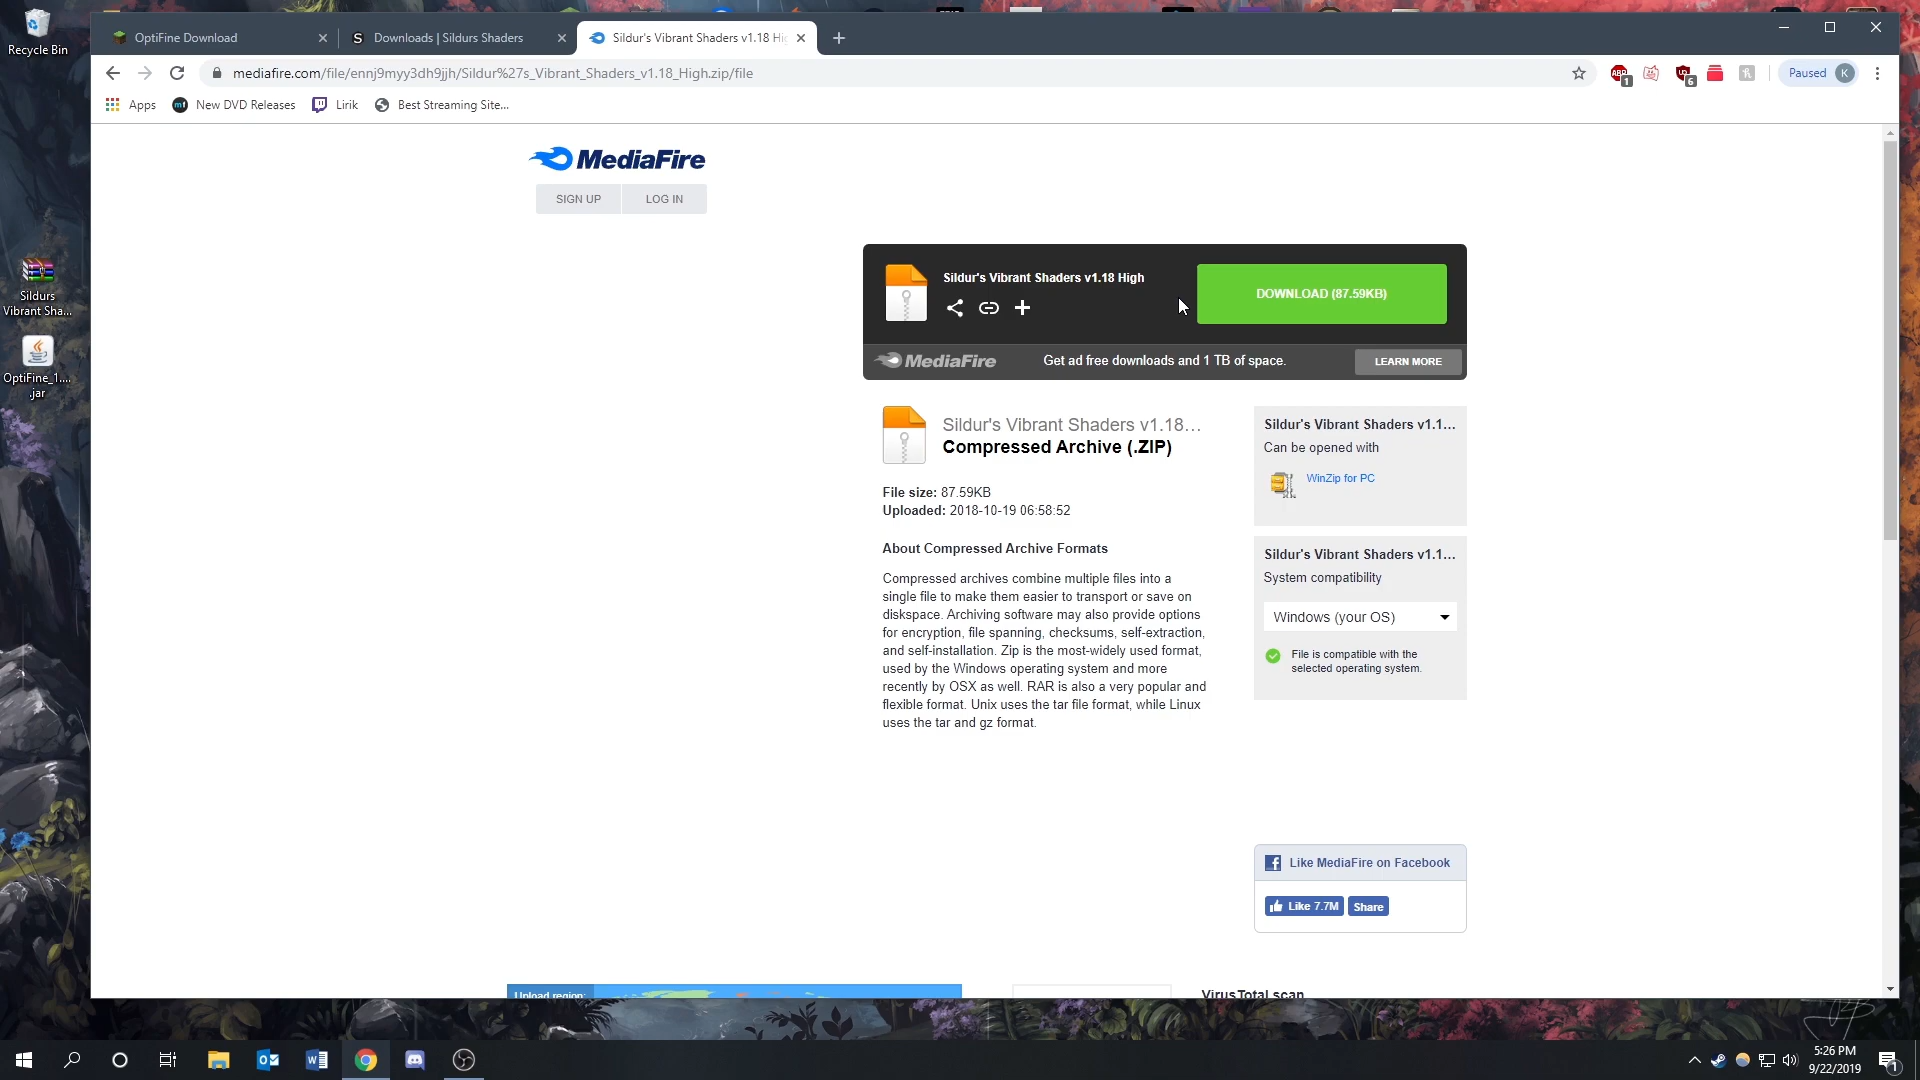 Recycle Bin
Sildurs
Vibrant Sha...
OptiFine_1....
.jar
OptiFine Download
Downloads | Sildurs Shaders
Sildur's Vibrant Shaders v1.18 Hi
mediafire.com/file/ennj9myy3dh9jjh/Sildur%27s_Vibrant_Shaders_v1.18_High.zip/file
ABP
1
6
Paused
K
Apps
New DVD Releases
Lirik
Best Streaming Site...
MediaFire
SIGN UP
LOG IN
Sildur's Vibrant Shaders v1.18 High
DOWNLOAD (87.59KB)
MediaFire
Get ad free downloads and 1 TB of space.
LEARN MORE
Sildur's Vibrant Shaders v1.18...
Compressed Archive (.ZIP)
File size: 87.59KB
Uploaded: 2018-10-19 06:58:52
About Compressed Archive Formats
Compressed archives combine multiple files into a
single file to make them easier to transport or save on
diskspace. Archiving software may also provide options
for encryption, file spanning, checksums, self-extraction,
and self-installation. Zip is the most-widely used format,
used by the Windows operating system and more
recently by OSX as well. RAR is also a very popular and
flexible format. Unix uses the tar file format, while Linux
uses the tar and gz format.
Sildur's Vibrant Shaders v1.1...
Can be opened with
WinZip for PC
Sildur's Vibrant Shaders v1.1...
System compatibility
Windows (your OS)
File is compatible with the
selected operating system.
Like MediaFire on Facebook
Like 7.7M
Share
Upload region:
VirusTotal scan
5:26 PM
9/22/2019
1